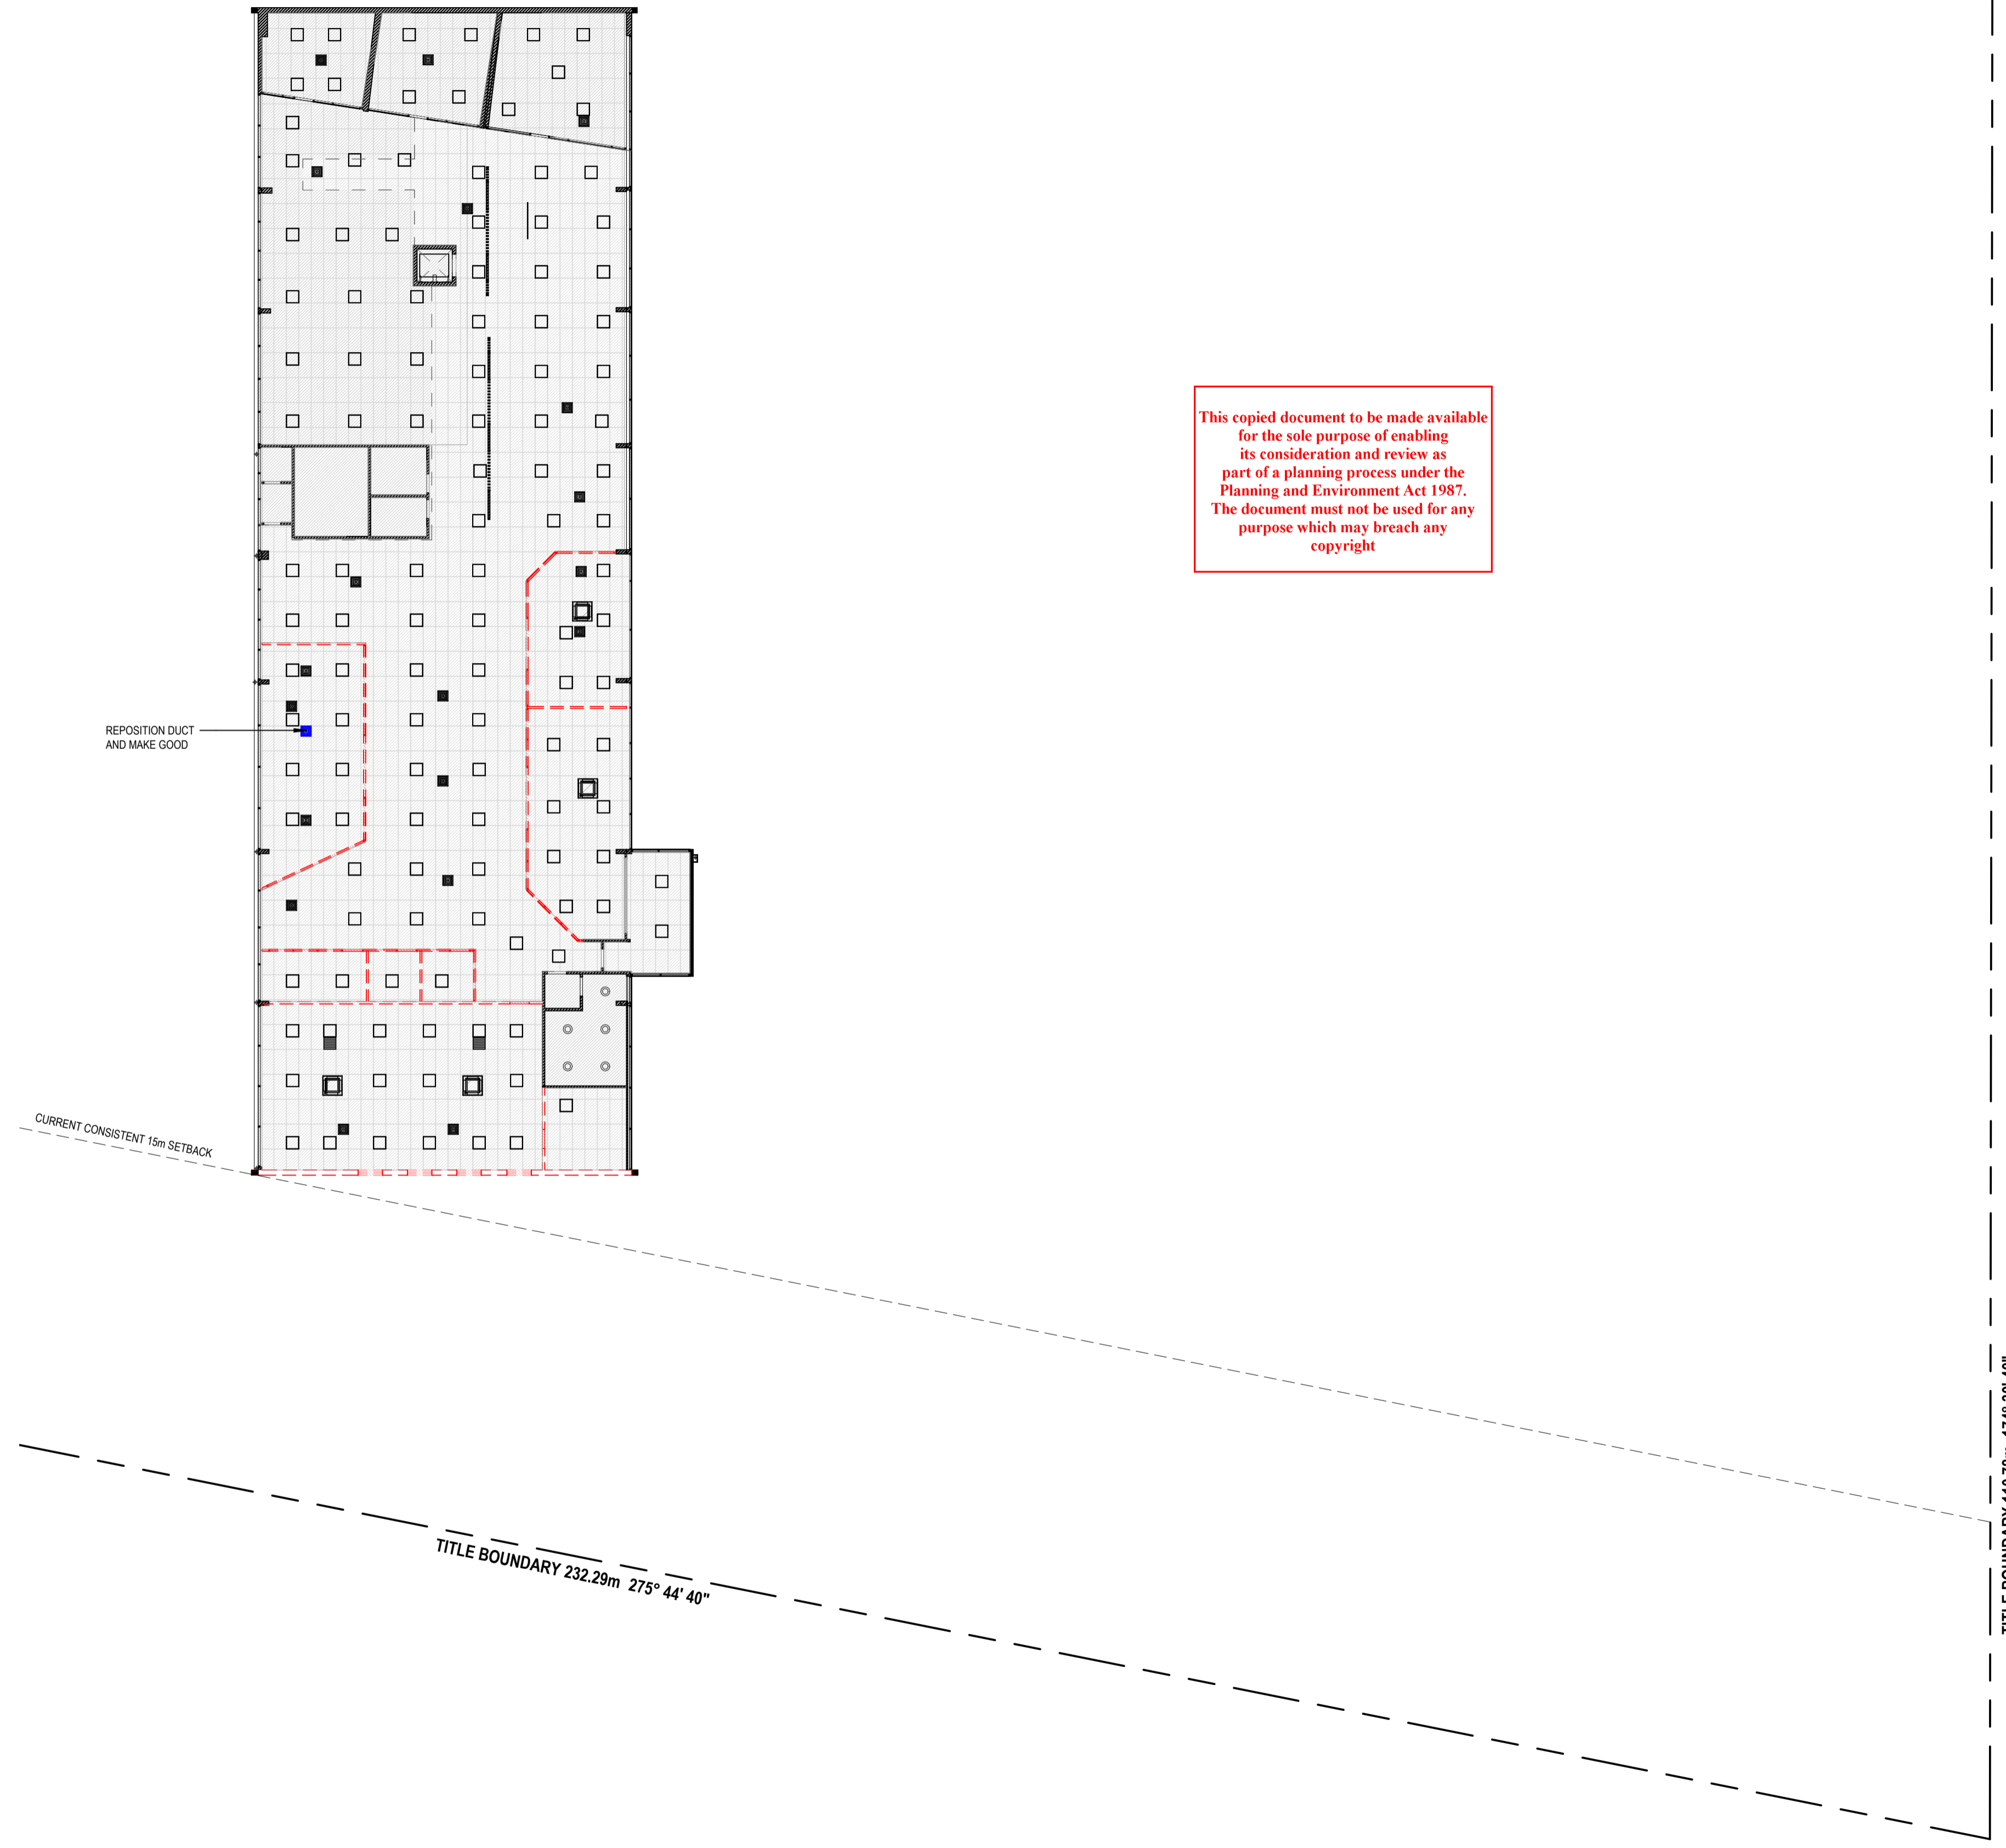 This copied document to be made available
for the sole purpose of enabling
its consideration and review as
part of a planning process under the
Planning and Environment Act 1987.
The document must not be used for any
purpose which may breach any
copyright
REPOSITION DUCT
AND MAKE GOOD
CURRENT CONSISTENT 15m SETBACK
TITLE BOUNDARY 232.29m 275° 44' 40"
TITLE BOUNDARY